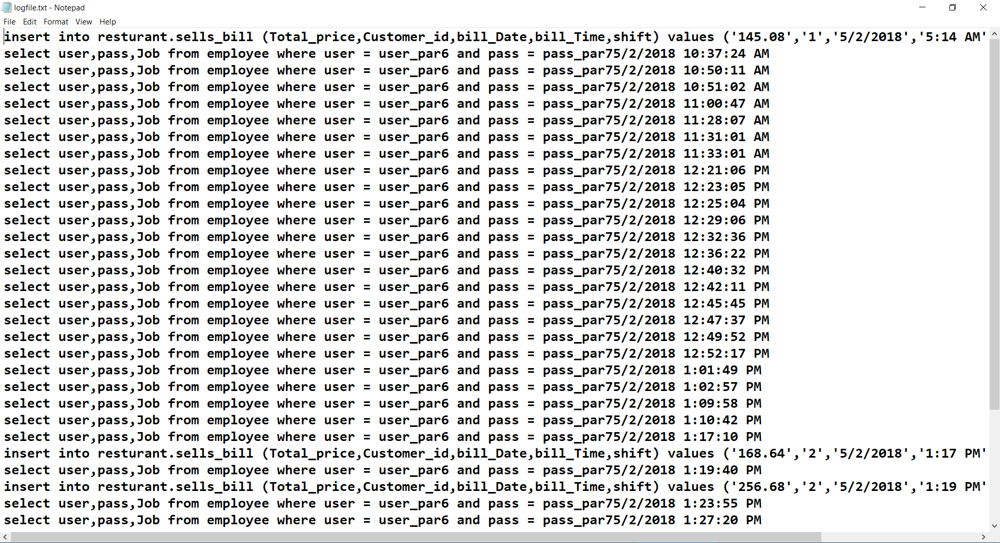 logfile.txt - Notepad
File Edit Format View Help
insert into resturant.sells_bill (Total_price,Customer_id,bill_Date,bill_Time,shift) values ('145.08','1','5/2/2018','5:14 AM'
select user,pass,Job from employee where user = user_par6 and pass = pass_par75/2/2018 10:37:24 AM
select user,pass,Job from employee where user = user_par6 and pass = pass_par75/2/2018 10:50:11 AM
select user,pass,Job from employee where user = user_par6 and pass = pass_par75/2/2018 10:51:02 AM
select user,pass,Job from employee where user = user_par6 and pass = pass_par75/2/2018 11:00:47 AM
select user,pass,Job from employee where user = user_par6 and pass = pass_par75/2/2018 11:28:07 AM
select user,pass,Job from employee where user = user_par6 and pass = pass_par75/2/2018 11:31:01 AM
select user,pass,Job from employee where user = user_par6 and pass = pass_par75/2/2018 11:33:01 AM
select user,pass,Job from employee where user = user_par6 and pass = pass_par75/2/2018 12:21:06 PM
select user,pass,Job from employee where user = user_par6 and pass = pass_par75/2/2018 12:23:05 PM
select user,pass,Job from employee where user = user_par6 and pass = pass_par75/2/2018 12:25:04 PM
select user,pass,Job from employee where user = user_par6 and pass = pass_par75/2/2018 12:29:06 PM
select user,pass,Job from employee where user = user_par6 and pass = pass_par75/2/2018 12:32:36 PM
select user,pass,Job from employee where user = user_par6 and pass = pass_par75/2/2018 12:36:22 PM
select user,pass,Job from employee where user = user_par6 and pass = pass_par75/2/2018 12:40:32 PM
select user,pass,Job from employee where user = user_par6 and pass = pass_par75/2/2018 12:42:11 PM
select user,pass,Job from employee where user = user_par6 and pass = pass_par75/2/2018 12:45:45 PM
select user,pass,Job from employee where user = user_par6 and pass = pass_par75/2/2018 12:47:37 PM
select user,pass,Job from employee where user = user_par6 and pass = pass_par75/2/2018 12:49:52 PM
select user,pass,Job from employee where user = user_par6 and pass = pass_par75/2/2018 12:52:17 PM
select user,pass,Job from employee where user = user_par6 and pass = pass_par75/2/2018 1:01:49 PM
select user,pass,Job from employee where user = user_par6 and pass = pass_par75/2/2018 1:02:57 PM
select user,pass,Job from employee where user = user_par6 and pass = pass_par75/2/2018 1:09:58 PM
select user,pass,Job from employee where user = user_par6 and pass = pass_par75/2/2018 1:10:42 PM
select user,pass,Job from employee where user = user_par6 and pass = pass_par75/2/2018 1:17:10 PM
insert into resturant.sells_bill (Total_price,Customer_id,bill_Date,bill_Time,shift) values ('168.64','2','5/2/2018','1:17 PM'
select user,pass,Job from employee where user = user_par6 and pass = pass_par75/2/2018 1:19:40 PM
insert into resturant.sells_bill (Total_price,Customer_id,bill_Date,bill_Time,shift) values ('256.68','2','5/2/2018','1:19 PM'
select user,pass,Job from employee where user = user_par6 and pass = pass_par75/2/2018 1:23:55 PM
select user,pass,Job from employee where user = user_par6 and pass = pass_par75/2/2018 1:27:20 PM